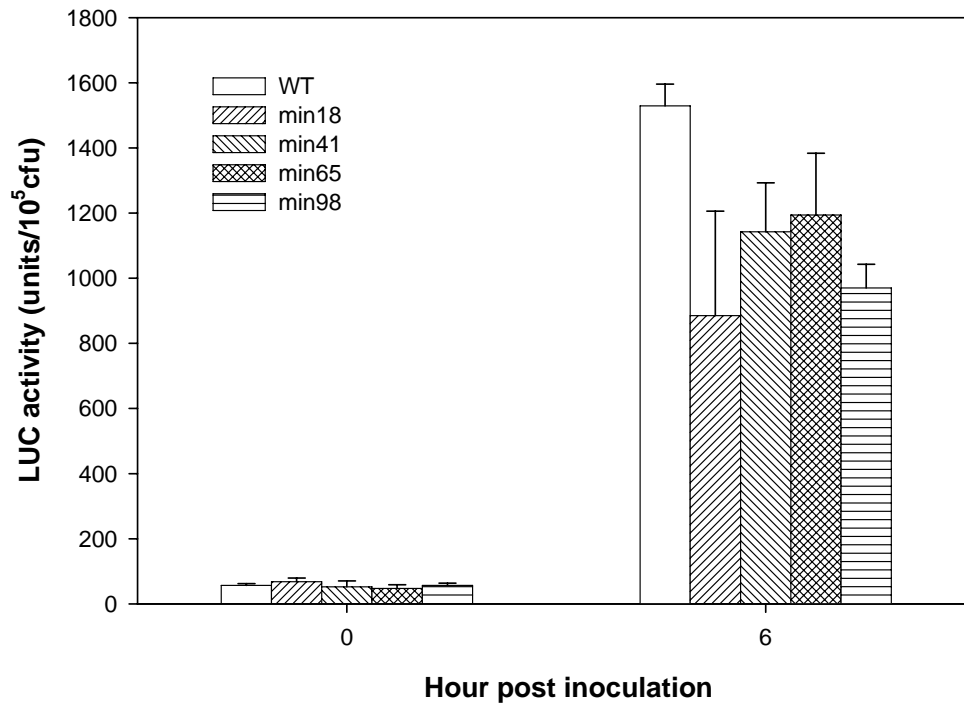 1800
1600
1400
1200
1000
800
600
400
200
0
LUC activity (units/10⁵cfu)
WT
min18
min41
min65
min98
0
6
Hour post inoculation